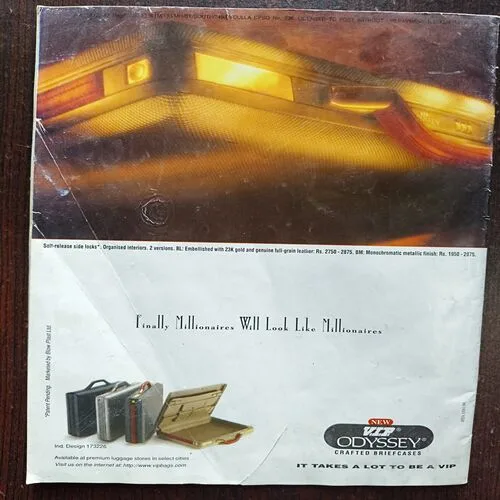 Self-release side locks*. Organised interiors. 2 versions. BL: Embellished with 23K gold and genuine full-grain leather: Rs. 2750 - 2875. BM: Monochromatic metallic finish: Rs. 1950 - 2075.
Finally Millionaires Will Look Like Millionaires
*Patent Pending. Marketed by Blow Plast Ltd.
Ind. Design 173226
Available at premium luggage stores in select cities
Visit us on the internet at: http://www.vipbags.com
NEW
VIP®
ODYSSEY®
CRAFTED BRIEFCASES
IT TAKES A LOT TO BE A VIP